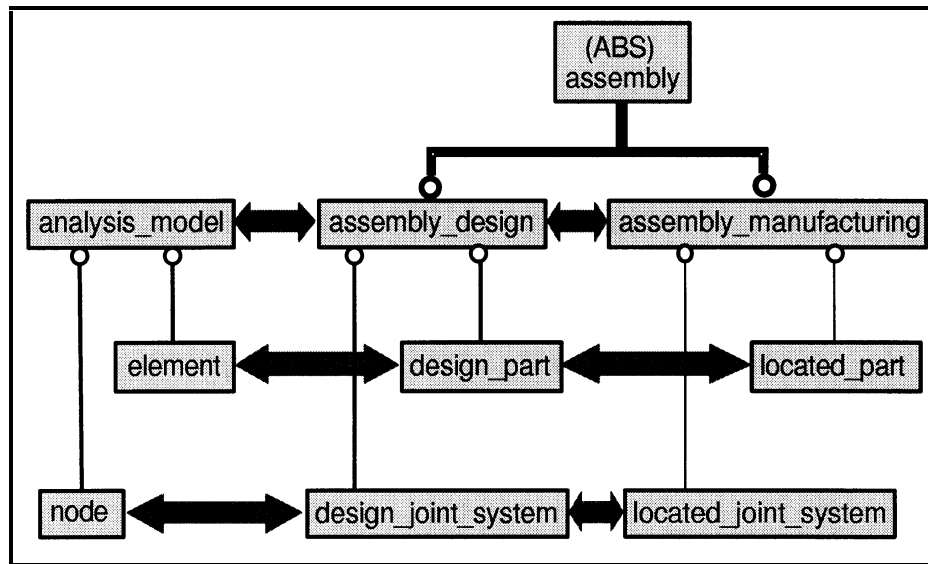 (ABS)
assembly
analysis_model
assembly_design
assembly_manufacturing
element
design_part
located_part
node
design_joint_system
located_joint_system